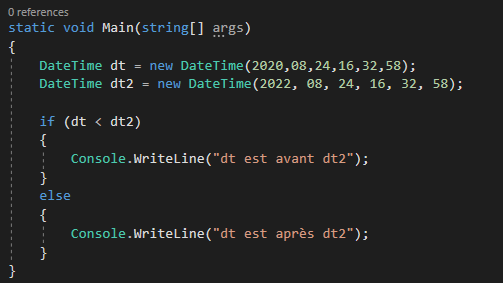 0 references
static void Main(string[] args)
{
DateTime dt = new DateTime(2020,08,24,16,32,58);
DateTime dt2 = new DateTime(2022, 08, 24, 16, 32, 58);
if (dt < dt2)
{
Console.WriteLine("dt est avant dt2");
}
else
{
Console.WriteLine("dt est après dt2");
}
}